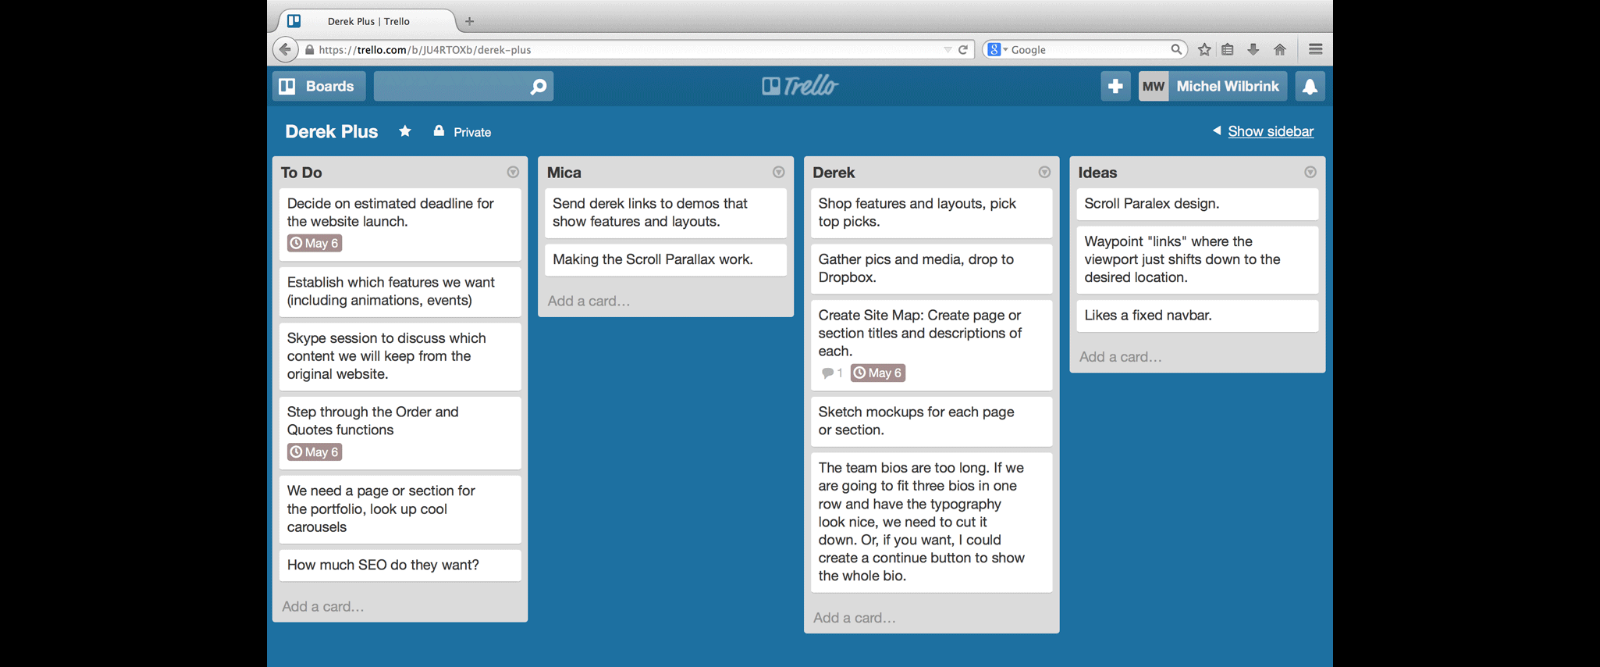 Derek Plus | Trello
https://trello.com/b/JU4RTOXb/derek-plus
Google
Boards
Trello
MW Michel Wilbrink
Derek Plus
Private
Show sidebar
To Do
Decide on estimated deadline for
the website launch.
May 6
Establish which features we want
(including animations, events)
Skype session to discuss which
content we will keep from the
original website.
Step through the Order and
Quotes functions
May 6
We need a page or section for
the portfolio, look up cool
carousels
How much SEO do they want?
Add a card…
Mica
Send derek links to demos that
show features and layouts.
Making the Scroll Parallax work.
Add a card…
Derek
Shop features and layouts, pick
top picks.
Gather pics and media, drop to
Dropbox.
Create Site Map: Create page or
section titles and descriptions of
each.
1 May 6
Sketch mockups for each page
or section.
The team bios are too long. If we
are going to fit three bios in one
row and have the typography
look nice, we need to cut it
down. Or, if you want, I could
create a continue button to show
the whole bio.
Add a card…
Ideas
Scroll Paralex design.
Waypoint "links" where the
viewport just shifts down to the
desired location.
Likes a fixed navbar.
Add a card…